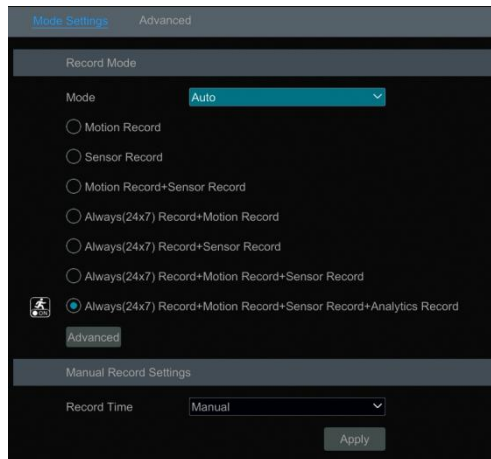 Mode Settings Advanced
Record Mode
Mode Auto
Motion Record
Sensor Record
Motion Record+Sensor Record
Always(24x7) Record+Motion Record
Always(24x7) Record+Sensor Record
Always(24x7) Record+Motion Record+Sensor Record
ON
Always(24x7) Record+Motion Record+Sensor Record+Analytics Record
Advanced
Manual Record Settings
Record Time Manual
Apply